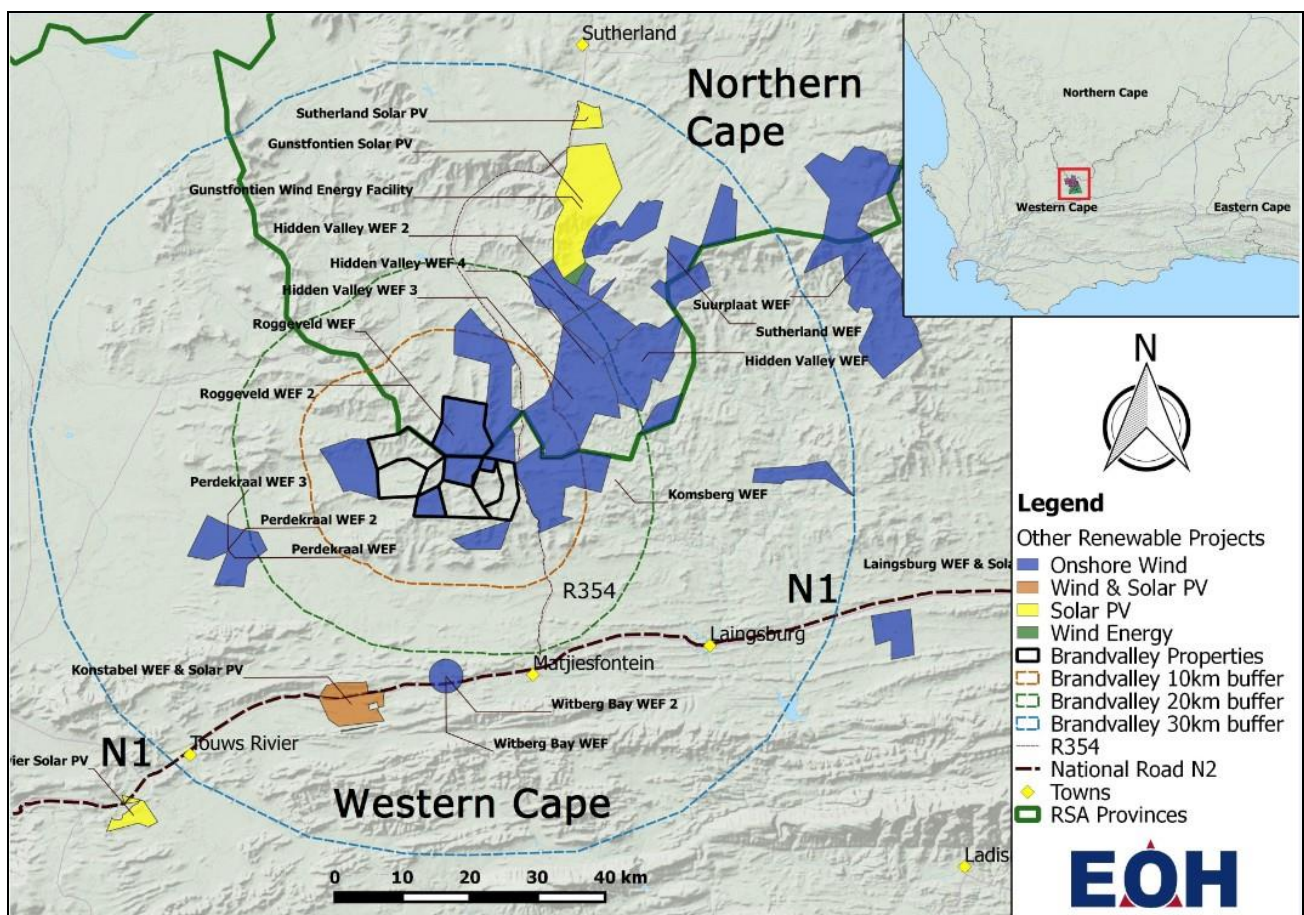 Sutherland
Northern
Cape
Sutherland Solar PV
Gunstfontien Solar PV
Gunstfontien Wind Energy Facility
Hidden Valley WEF 2
Hidden Valley WEF 4
Hidden Valley WEF 3
Roggeveld WEF
Roggeveld WEF 2
Suurplaat WEF
Sutherland WEF
Hidden Valley WEF
Perdekraal WEF 3
Perdekraal WEF 2
Perdekraal WEF
Komsberg WEF
R354
N1
Laingsburg WEF & Sola
Laingsburg
Matjiesfontein
Konstabel WEF & Solar PV
Witberg Bay WEF 2
Witberg Bay WEF
Touws Rivier
N1
vier Solar PV
Western Cape
Ladis
0 10 20 30 40 km
Northern Cape
Western Cape
Eastern Cape
N
Legend
Other Renewable Projects
Onshore Wind
Wind & Solar PV
Solar PV
Wind Energy
Brandvalley Properties
Brandvalley 10km buffer
Brandvalley 20km buffer
Brandvalley 30km buffer
R354
National Road N2
Towns
RSA Provinces
EOH